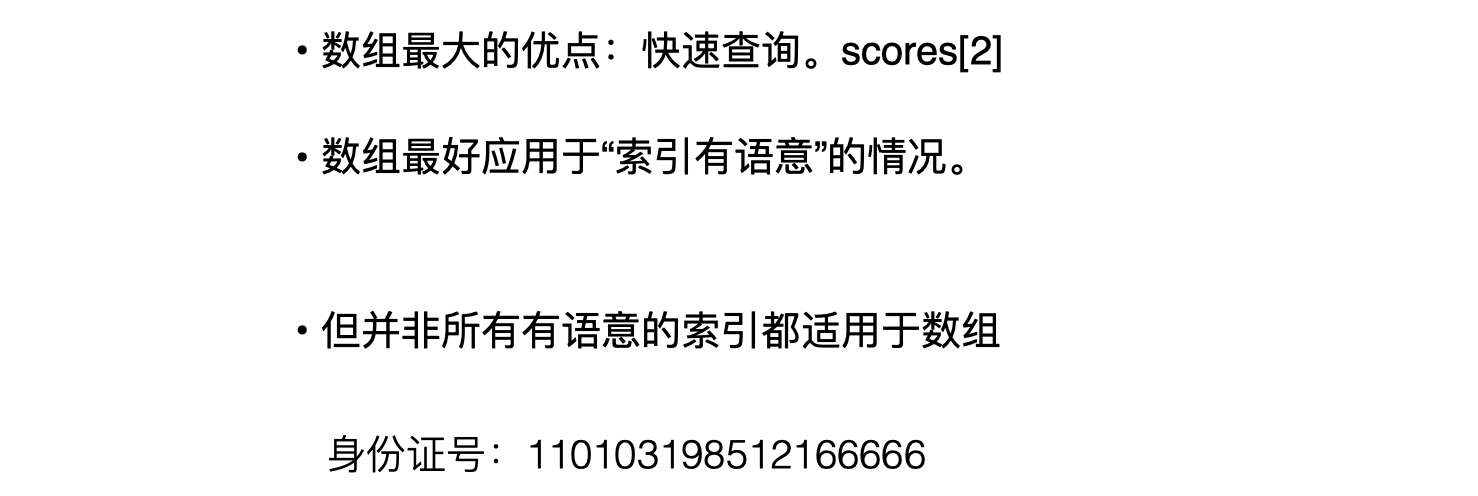 • 数组最大的优点：快速查询。scores[2]
• 数组最好应用于“索引有语意”的情况。
• 但并非所有有语意的索引都适用于数组
身份证号：110103198512166666